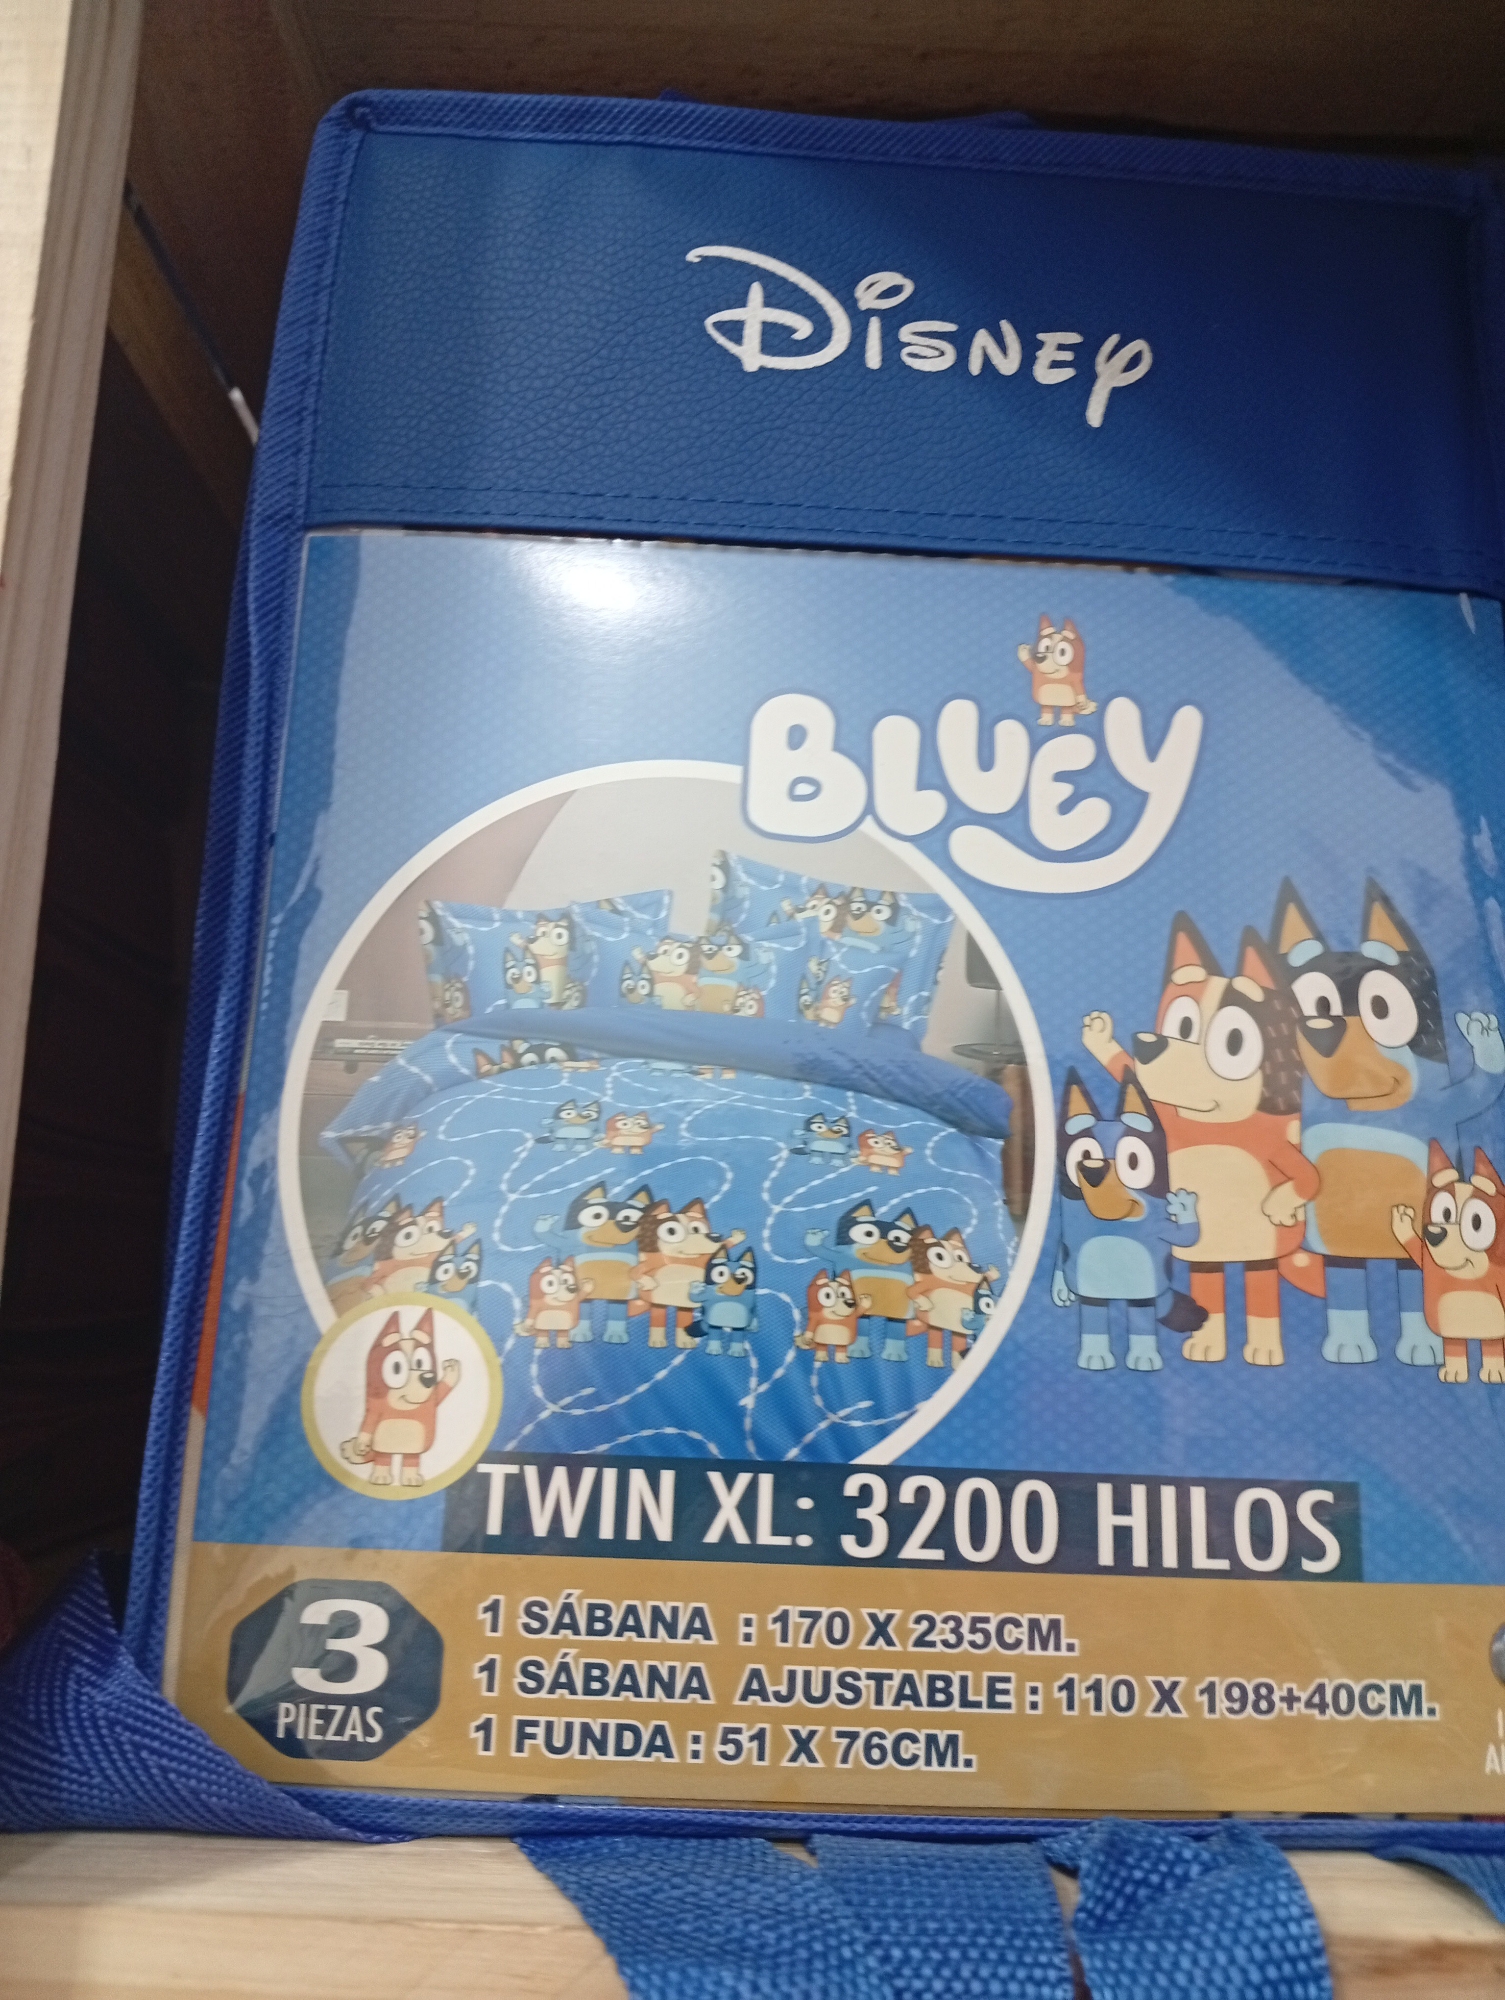 DISNEY
BLUEY
TWIN XL: 3200 HILOS
3
PIEZAS
1 SÁBANA : 170 X 235CM.
1 SÁBANA AJUSTABLE : 110 X 198+40CM.
1 FUNDA : 51 X 76CM.